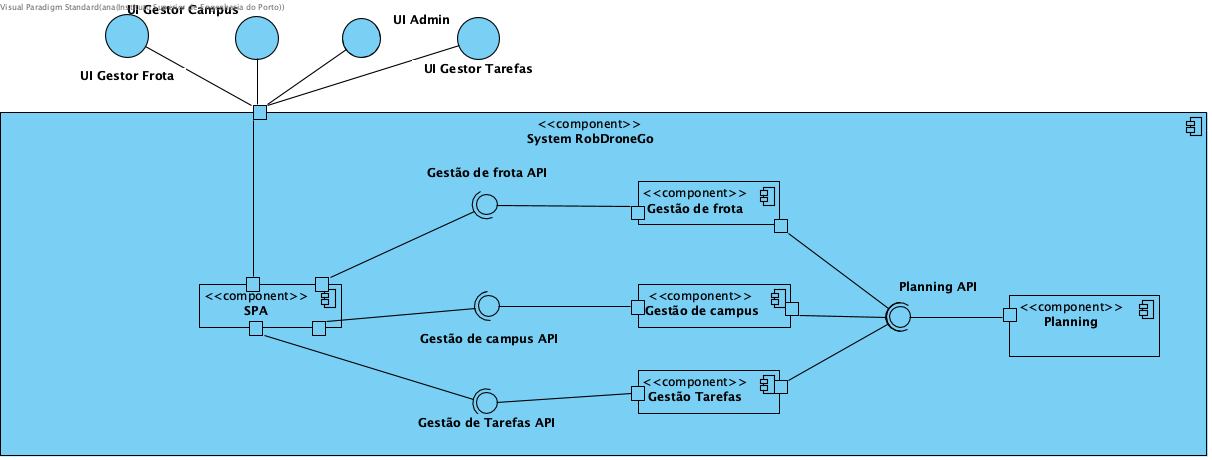 Visual Paradigm Standard(ana(Instituto Superior de Engenharia do Porto))
UI Gestor Campus
UI Admin
UI Gestor Frota
UI Gestor Tarefas
<<component>>
System RobDroneGo
Gestão de frota API
<<component>>
Gestão de frota
<<component>>
SPA
Gestão de campus API
<<component>>
Gestão de campus
Planning API
<<component>>
Planning
Gestão de Tarefas API
<<component>>
Gestão Tarefas